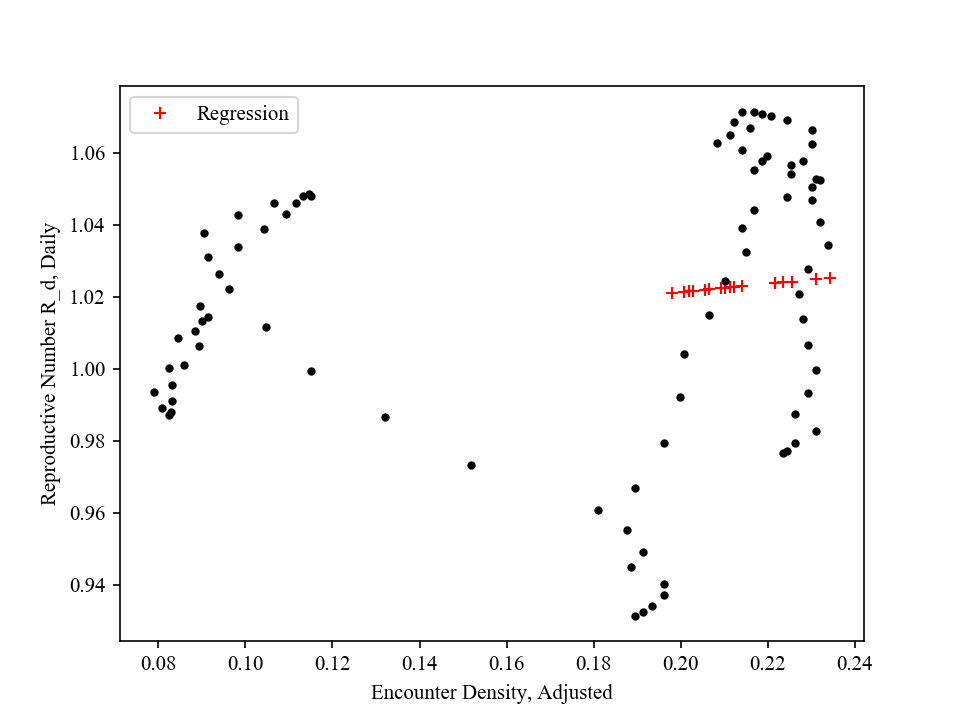 Regression
1.06
1.04
1.02
1.00
0.98
0.96
0.94
Reproductive Number R_d, Daily
0.08 0.10 0.12 0.14 0.16 0.18 0.20 0.22 0.24
Encounter Density, Adjusted